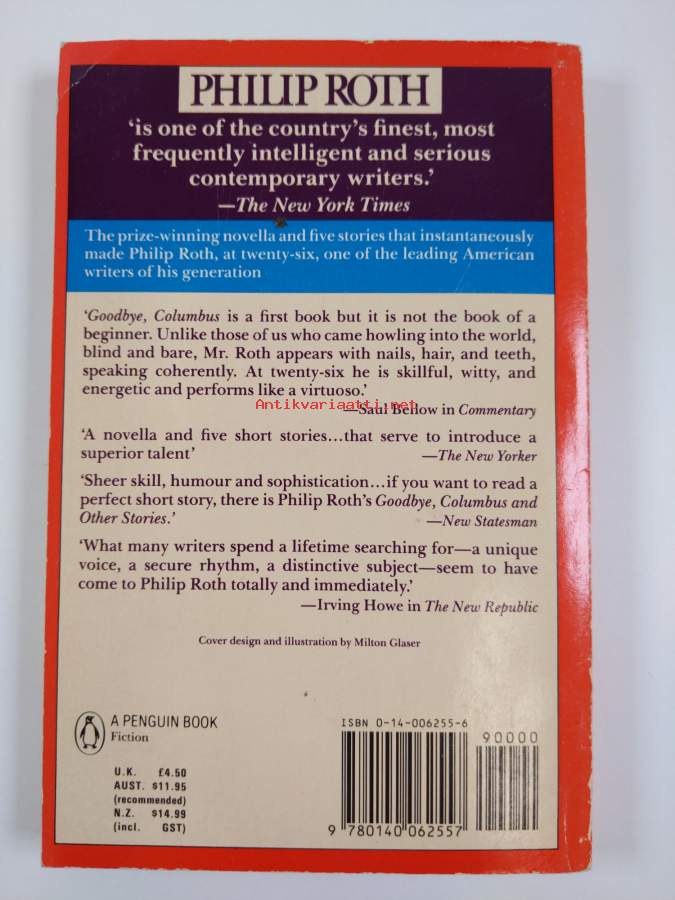 PHILIP ROTH
‘is one of the country’s finest, most
frequently intelligent and serious
contemporary writers.’
—The New York Times
The prize-winning novella and five stories that instantaneously
made Philip Roth, at twenty-six, one of the leading American
writers of his generation
‘Goodbye, Columbus is a first book but it is not the book of a
beginner. Unlike those of us who came howling into the world,
blind and bare, Mr. Roth appears with nails, hair, and teeth,
speaking coherently. At twenty-six he is skillful, witty, and
energetic and performs like a virtuoso.’
Antikvariaatti.net
—Saul Bellow in Commentary
‘A novella and five short stories...that serve to introduce a
superior talent’
—The New Yorker
‘Sheer skill, humour and sophistication...if you want to read a
perfect short story, there is Philip Roth’s Goodbye, Columbus and
Other Stories.’
—New Statesman
‘What many writers spend a lifetime searching for—a unique
voice, a secure rhythm, a distinctive subject—seem to have
come to Philip Roth totally and immediately.’
—Irving Howe in The New Republic
Cover design and illustration by Milton Glaser
A PENGUIN BOOK
Fiction
U.K. £4.50
AUST. $11.95
(recommended)
N.Z. $14.99
(incl. GST)
ISBN 0-14-006255-6
90000
9 780140 062557